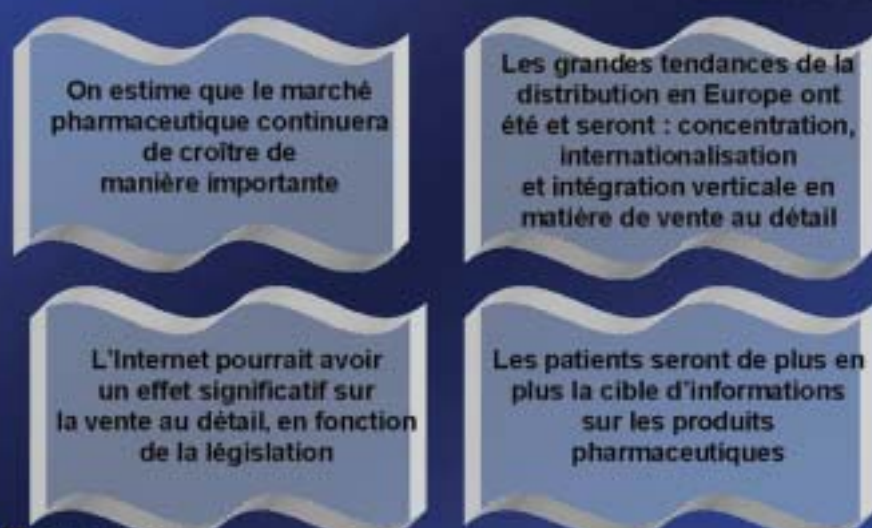 On estime que le marché
pharmaceutique continuera
de croître de
manière importante
Les grandes tendances de la
distribution en Europe ont
été et seront : concentration,
internationalisation
et intégration verticale en
matière de vente au détail
L'Internet pourrait avoir
un effet significatif sur
la vente au détail, en fonction
de la législation
Les patients seront de plus en
plus la cible d'informations
sur les produits
pharmaceutiques